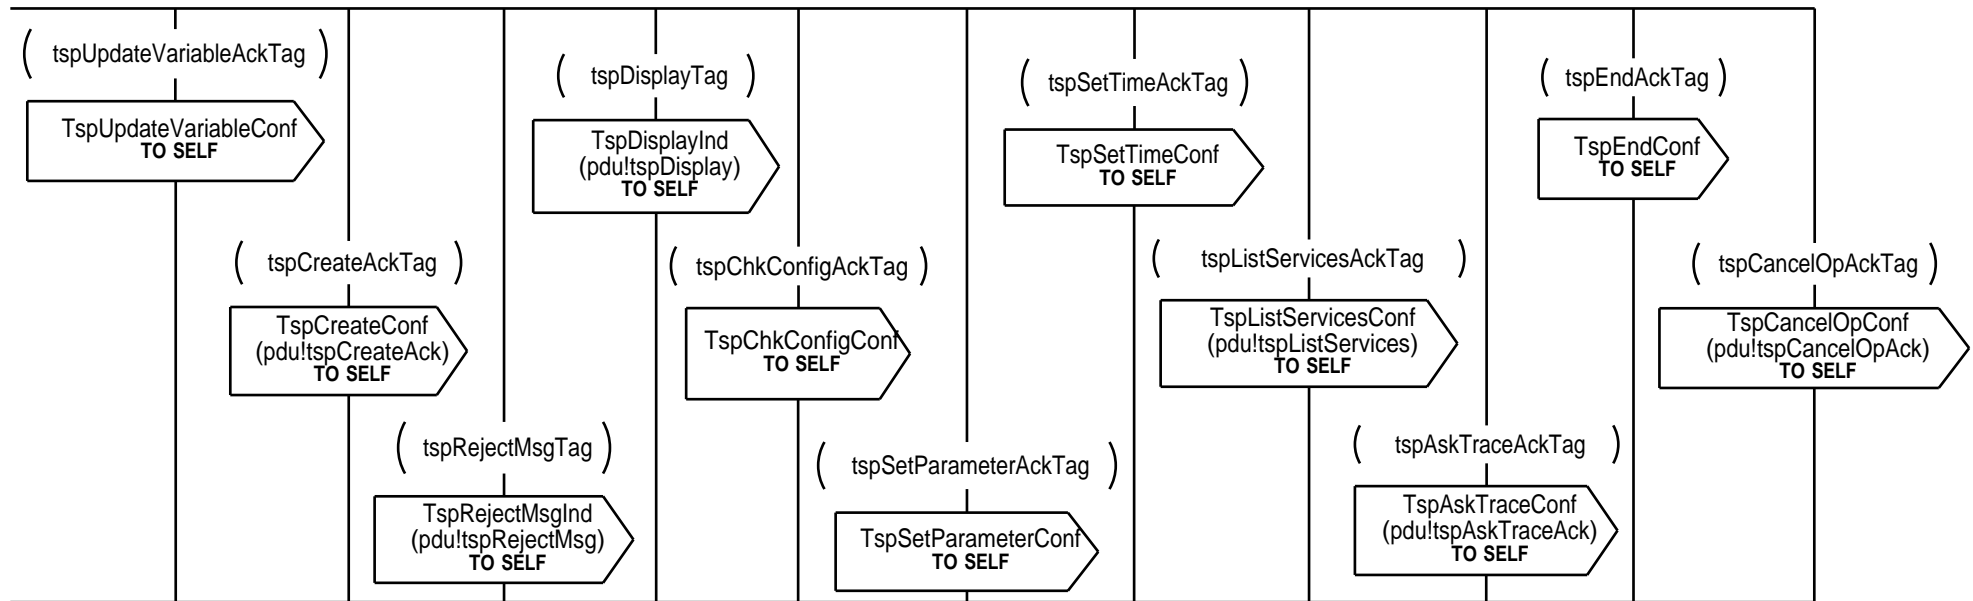 ( tspUpdateVariableAckTag )
TspUpdateVariableConf
TO SELF
( tspCreateAckTag )
TspCreateConf
(pdu!tspCreateAck)
TO SELF
( tspRejectMsgTag )
TspRejectMsgInd
(pdu!tspRejectMsg)
TO SELF
( tspDisplayTag )
TspDisplayInd
(pdu!tspDisplay)
TO SELF
( tspChkConfigAckTag )
TspChkConfigConf
TO SELF
( tspSetParameterAckTag )
TspSetParameterConf
TO SELF
( tspSetTimeAckTag )
TspSetTimeConf
TO SELF
( tspListServicesAckTag )
TspListServicesConf
(pdu!tspListServices)
TO SELF
( tspAskTraceAckTag )
TspAskTraceConf
(pdu!tspAskTraceAck)
TO SELF
( tspEndAckTag )
TspEndConf
TO SELF
( tspCancelOpAckTag )
TspCancelOpConf
(pdu!tspCancelOpAck)
TO SELF